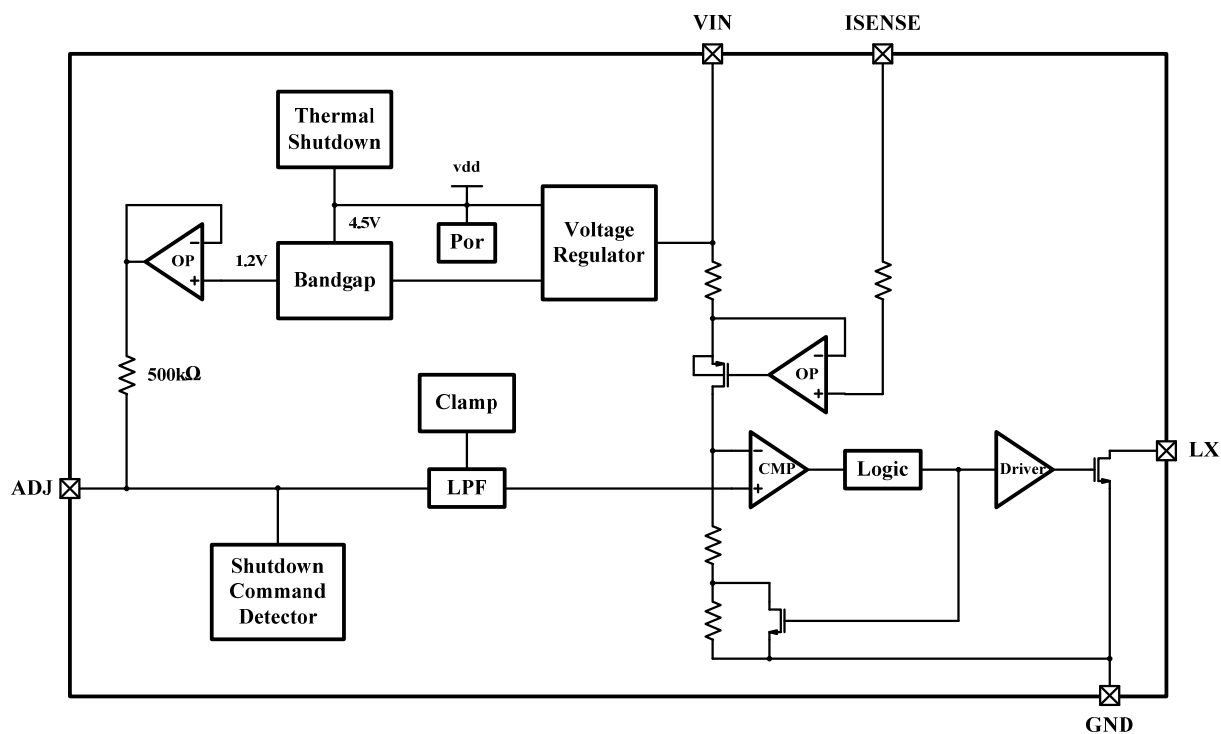 VIN
ISENSE
Thermal
Shutdown
vdd
4.5V
Por
Voltage
Regulator
OP
1.2V
Bandgap
500kΩ
OP
Clamp
ADJ
LPF
CMP
Logic
Driver
LX
Shutdown
Command
Detector
GND